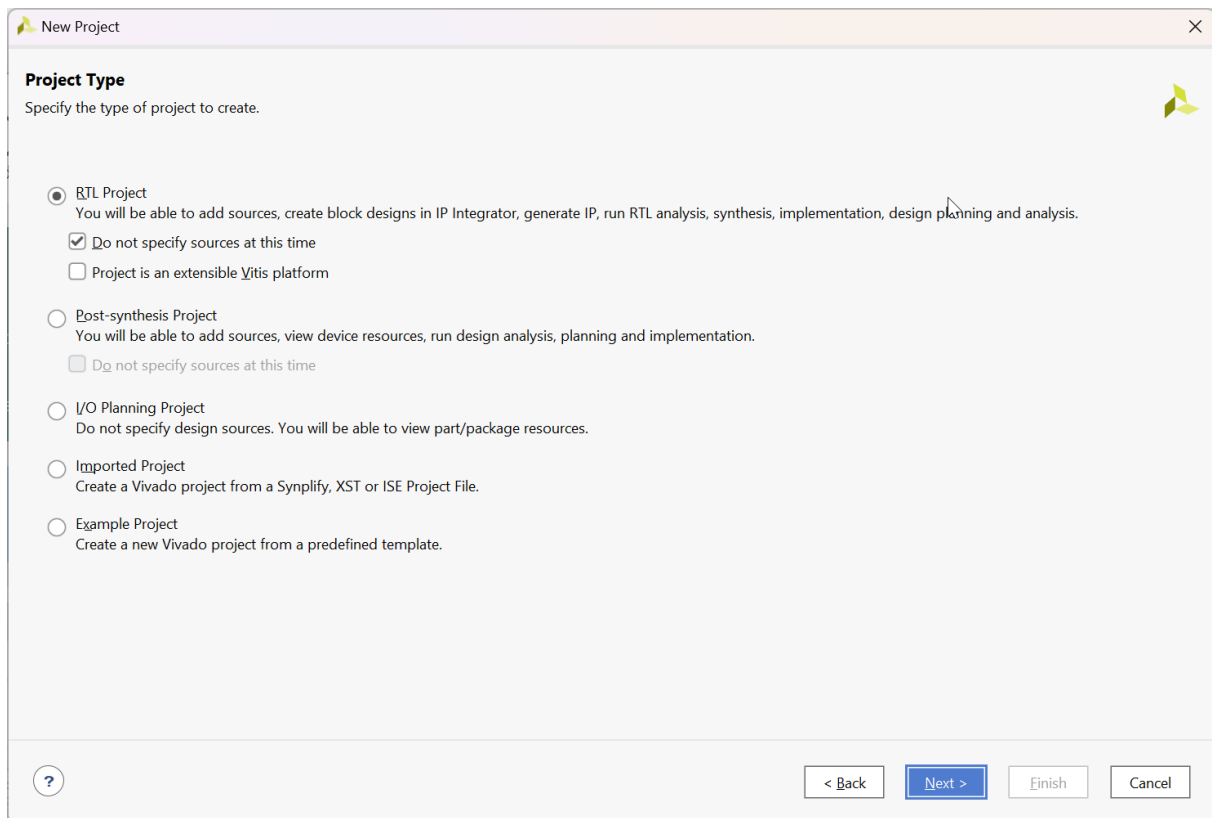 New Project
Project Type
Specify the type of project to create.
RTL Project
You will be able to add sources, create block designs in IP Integrator, generate IP, run RTL analysis, synthesis, implementation, design planning and analysis.
Do not specify sources at this time
Project is an extensible Vitis platform
Post-synthesis Project
You will be able to add sources, view device resources, run design analysis, planning and implementation.
Do not specify sources at this time
I/O Planning Project
Do not specify design sources. You will be able to view part/package resources.
Imported Project
Create a Vivado project from a Synplify, XST or ISE Project File.
Example Project
Create a new Vivado project from a predefined template.
? < Back Next > Finish Cancel